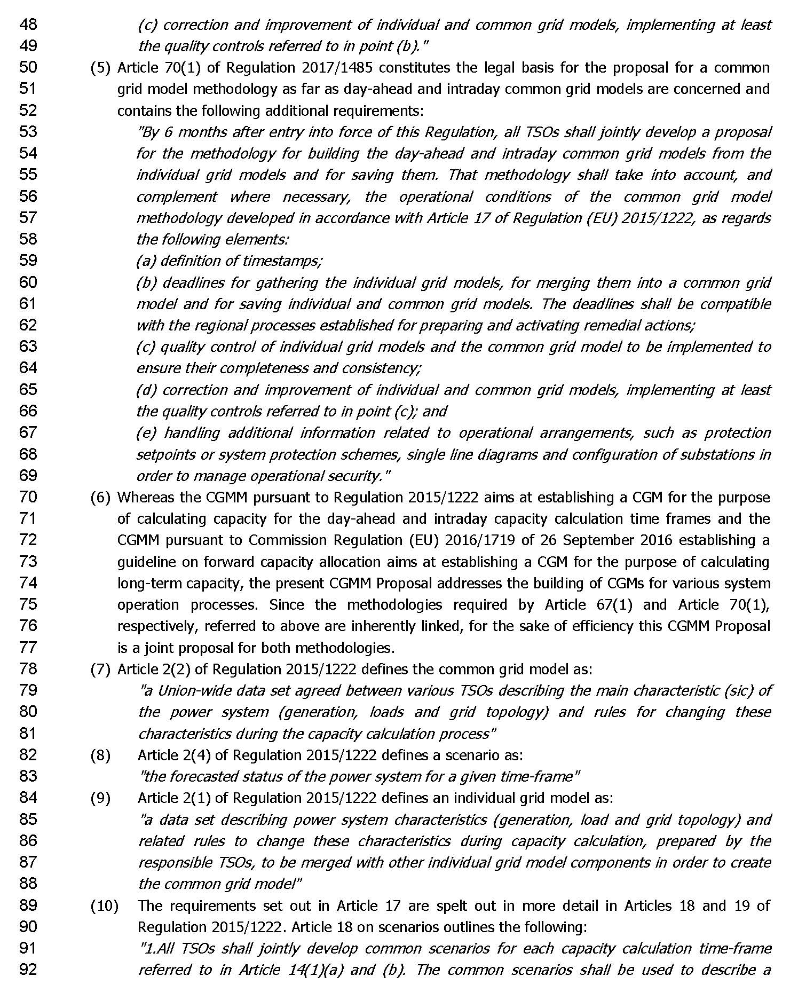 48 (c) correction and improvement of individual and common grid models, implementing at least
49 the quality controls referred to in point (b)."
50 (5) Article 70(1) of Regulation 2017/1485 constitutes the legal basis for the proposal for a common
51 grid model methodology as far as day-ahead and intraday common grid models are concerned and
52 contains the following additional requirements:
53 "By 6 months after entry into force of this Regulation, all TSOs shall jointly develop a proposal
54 for the methodology for building the day-ahead and intraday common grid models from the
55 individual grid models and for saving them. That methodology shall take into account, and
56 complement where necessary, the operational conditions of the common grid model
57 methodology developed in accordance with Article 17 of Regulation (EU) 2015/1222, as regards
58 the following elements:
59 (a) definition of timestamps;
60 (b) deadlines for gathering the individual grid models, for merging them into a common grid
61 model and for saving individual and common grid models. The deadlines shall be compatible
62 with the regional processes established for preparing and activating remedial actions;
63 (c) quality control of individual grid models and the common grid model to be implemented to
64 ensure their completeness and consistency;
65 (d) correction and improvement of individual and common grid models, implementing at least
66 the quality controls referred to in point (c); and
67 (e) handling additional information related to operational arrangements, such as protection
68 setpoints or system protection schemes, single line diagrams and configuration of substations in
69 order to manage operational security."
70 (6) Whereas the CGMM pursuant to Regulation 2015/1222 aims at establishing a CGM for the purpose
71 of calculating capacity for the day-ahead and intraday capacity calculation time frames and the
72 CGMM pursuant to Commission Regulation (EU) 2016/1719 of 26 September 2016 establishing a
73 guideline on forward capacity allocation aims at establishing a CGM for the purpose of calculating
74 long-term capacity, the present CGMM Proposal addresses the building of CGMs for various system
75 operation processes. Since the methodologies required by Article 67(1) and Article 70(1),
76 respectively, referred to above are inherently linked, for the sake of efficiency this CGMM Proposal
77 is a joint proposal for both methodologies.
78 (7) Article 2(2) of Regulation 2015/1222 defines the common grid model as:
79 "a Union-wide data set agreed between various TSOs describing the main characteristic (sic) of
80 the power system (generation, loads and grid topology) and rules for changing these
81 characteristics during the capacity calculation process"
82 (8) Article 2(4) of Regulation 2015/1222 defines a scenario as:
83 "the forecasted status of the power system for a given time-frame"
84 (9) Article 2(1) of Regulation 2015/1222 defines an individual grid model as:
85 "a data set describing power system characteristics (generation, load and grid topology) and
86 related rules to change these characteristics during capacity calculation, prepared by the
87 responsible TSOs, to be merged with other individual grid model components in order to create
88 the common grid model"
89 (10) The requirements set out in Article 17 are spelt out in more detail in Articles 18 and 19 of
90 Regulation 2015/1222. Article 18 on scenarios outlines the following:
91 "1.All TSOs shall jointly develop common scenarios for each capacity calculation time-frame
92 referred to in Article 14(1)(a) and (b). The common scenarios shall be used to describe a